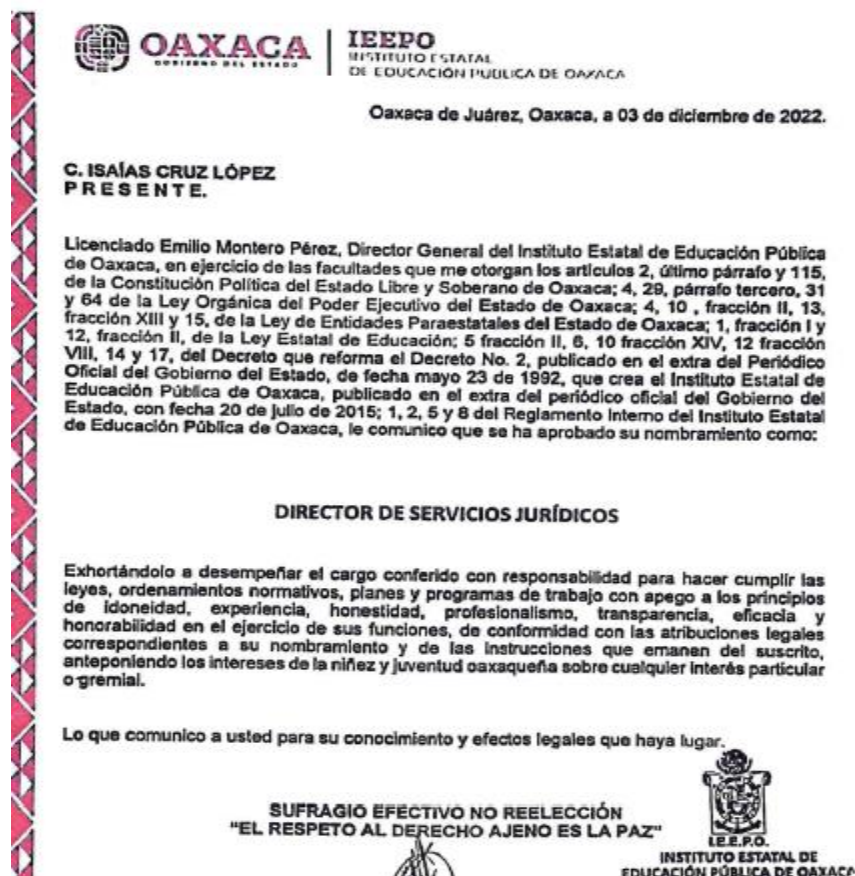 OAXACA
GOBIERNO DEL ESTADO
IEEPO
INSTITUTO ESTATAL
DE EDUCACIÓN PÚBLICA DE OAXACA
Oaxaca de Juárez, Oaxaca, a 03 de diciembre de 2022.
C. ISAÍAS CRUZ LÓPEZ
P R E S E N T E.
Licenciado Emilio Montero Pérez, Director General del Instituto Estatal de Educación Pública
de Oaxaca, en ejercicio de las facultades que me otorgan los artículos 2, último párrafo y 115,
de la Constitución Política del Estado Libre y Soberano de Oaxaca; 4, 29, párrafo tercero, 31
y 64 de la Ley Orgánica del Poder Ejecutivo del Estado de Oaxaca; 4, 10 , fracción II, 13,
fracción XIII y 15, de la Ley de Entidades Paraestatales del Estado de Oaxaca; 1, fracción I y
12, fracción II, de la Ley Estatal de Educación; 5 fracción II, 6, 10 fracción XIV, 12 fracción
VIII, 14 y 17, del Decreto que reforma el Decreto No. 2, publicado en el extra del Periódico
Oficial del Gobierno del Estado, de fecha mayo 23 de 1992, que crea el Instituto Estatal de
Educación Pública de Oaxaca, publicado en el extra del periódico oficial del Gobierno del
Estado, con fecha 20 de julio de 2015; 1, 2, 5 y 8 del Reglamento Interno del Instituto Estatal
de Educación Pública de Oaxaca, le comunico que se ha aprobado su nombramiento como:
DIRECTOR DE SERVICIOS JURÍDICOS
Exhortándolo a desempeñar el cargo conferido con responsabilidad para hacer cumplir las
leyes, ordenamientos normativos, planes y programas de trabajo con apego a los principios
de idoneidad, experiencia, honestidad, profesionalismo, transparencia, eficacia y
honorabilidad en el ejercicio de sus funciones, de conformidad con las atribuciones legales
correspondientes a su nombramiento y de las instrucciones que emanen del suscrito,
anteponiendo los intereses de la niñez y juventud oaxaqueña sobre cualquier interés particular
o gremial.
Lo que comunico a usted para su conocimiento y efectos legales que haya lugar.
SUFRAGIO EFECTIVO NO REELECCIÓN
"EL RESPETO AL DERECHO AJENO ES LA PAZ"
I.E.E.P.O.
INSTITUTO ESTATAL DE
EDUCACIÓN PÚBLICA DE OAXACA